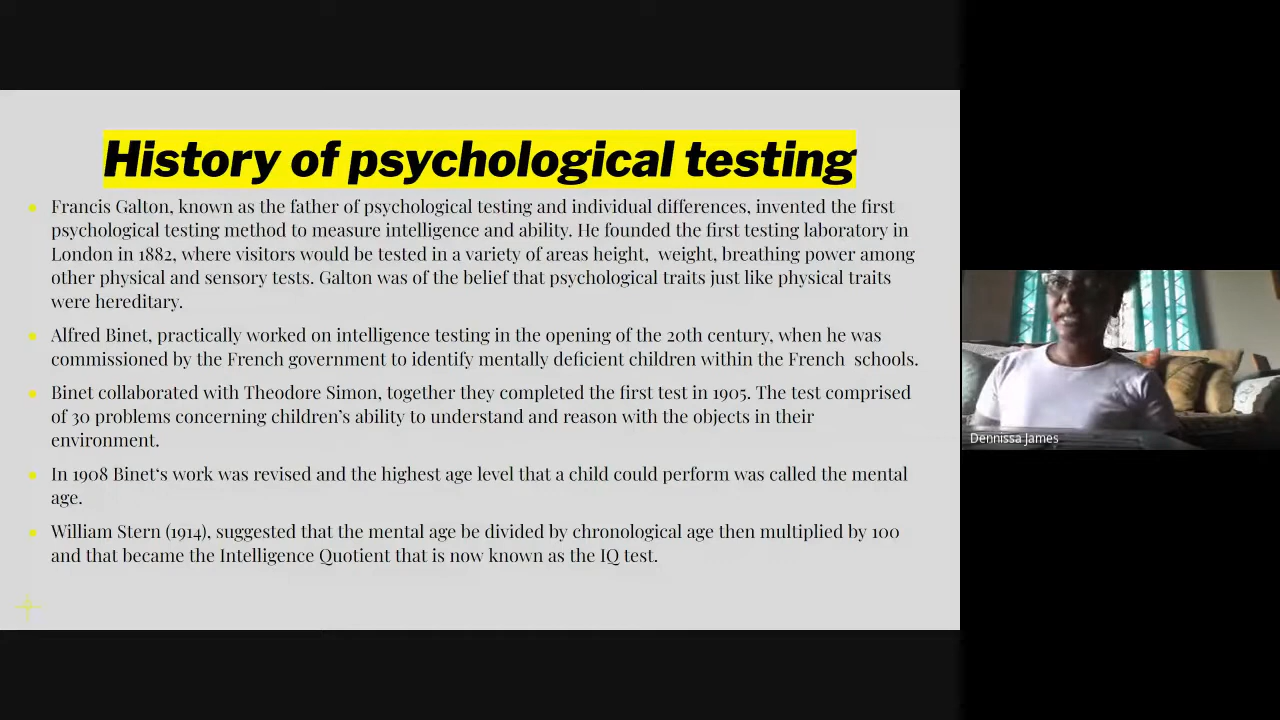 History of psychological testing
Francis Galton, known as the father of psychological testing and individual differences, invented the first
psychological testing method to measure intelligence and ability. He founded the first testing laboratory in
London in 1882, where visitors would be tested in a variety of areas height,  weight, breathing power among
other physical and sensory tests. Galton was of the belief that psychological traits just like physical traits
were hereditary.
Alfred Binet, practically worked on intelligence testing in the opening of the 20th century, when he was
commissioned by the French government to identify mentally deficient children within the French  schools.
Binet collaborated with Theodore Simon, together they completed the first test in 1905. The test comprised
of 30 problems concerning children’s ability to understand and reason with the objects in their
environment.
In 1908 Binet‘s work was revised and the highest age level that a child could perform was called the mental
age.
William Stern (1914), suggested that the mental age be divided by chronological age then multiplied by 100
and that became the Intelligence Quotient that is now known as the IQ test.
Dennissa James